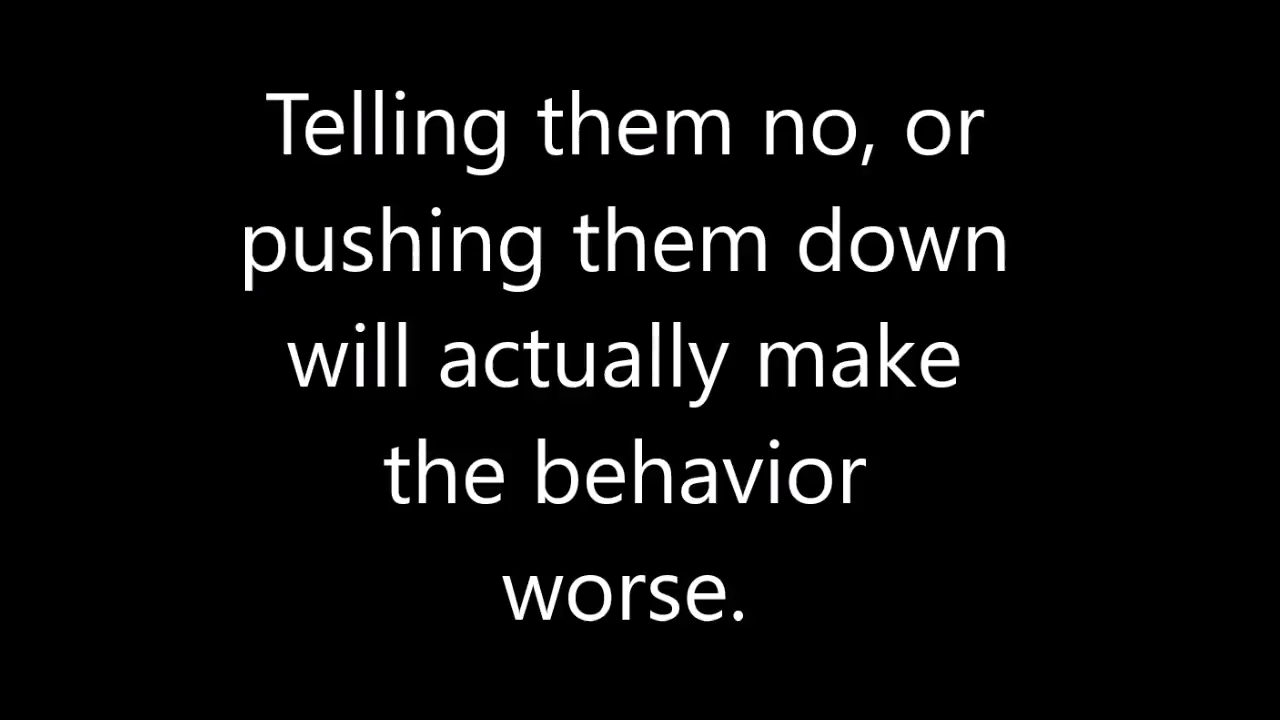 Telling them no, or
pushing them down
will actually make
the behavior
worse.